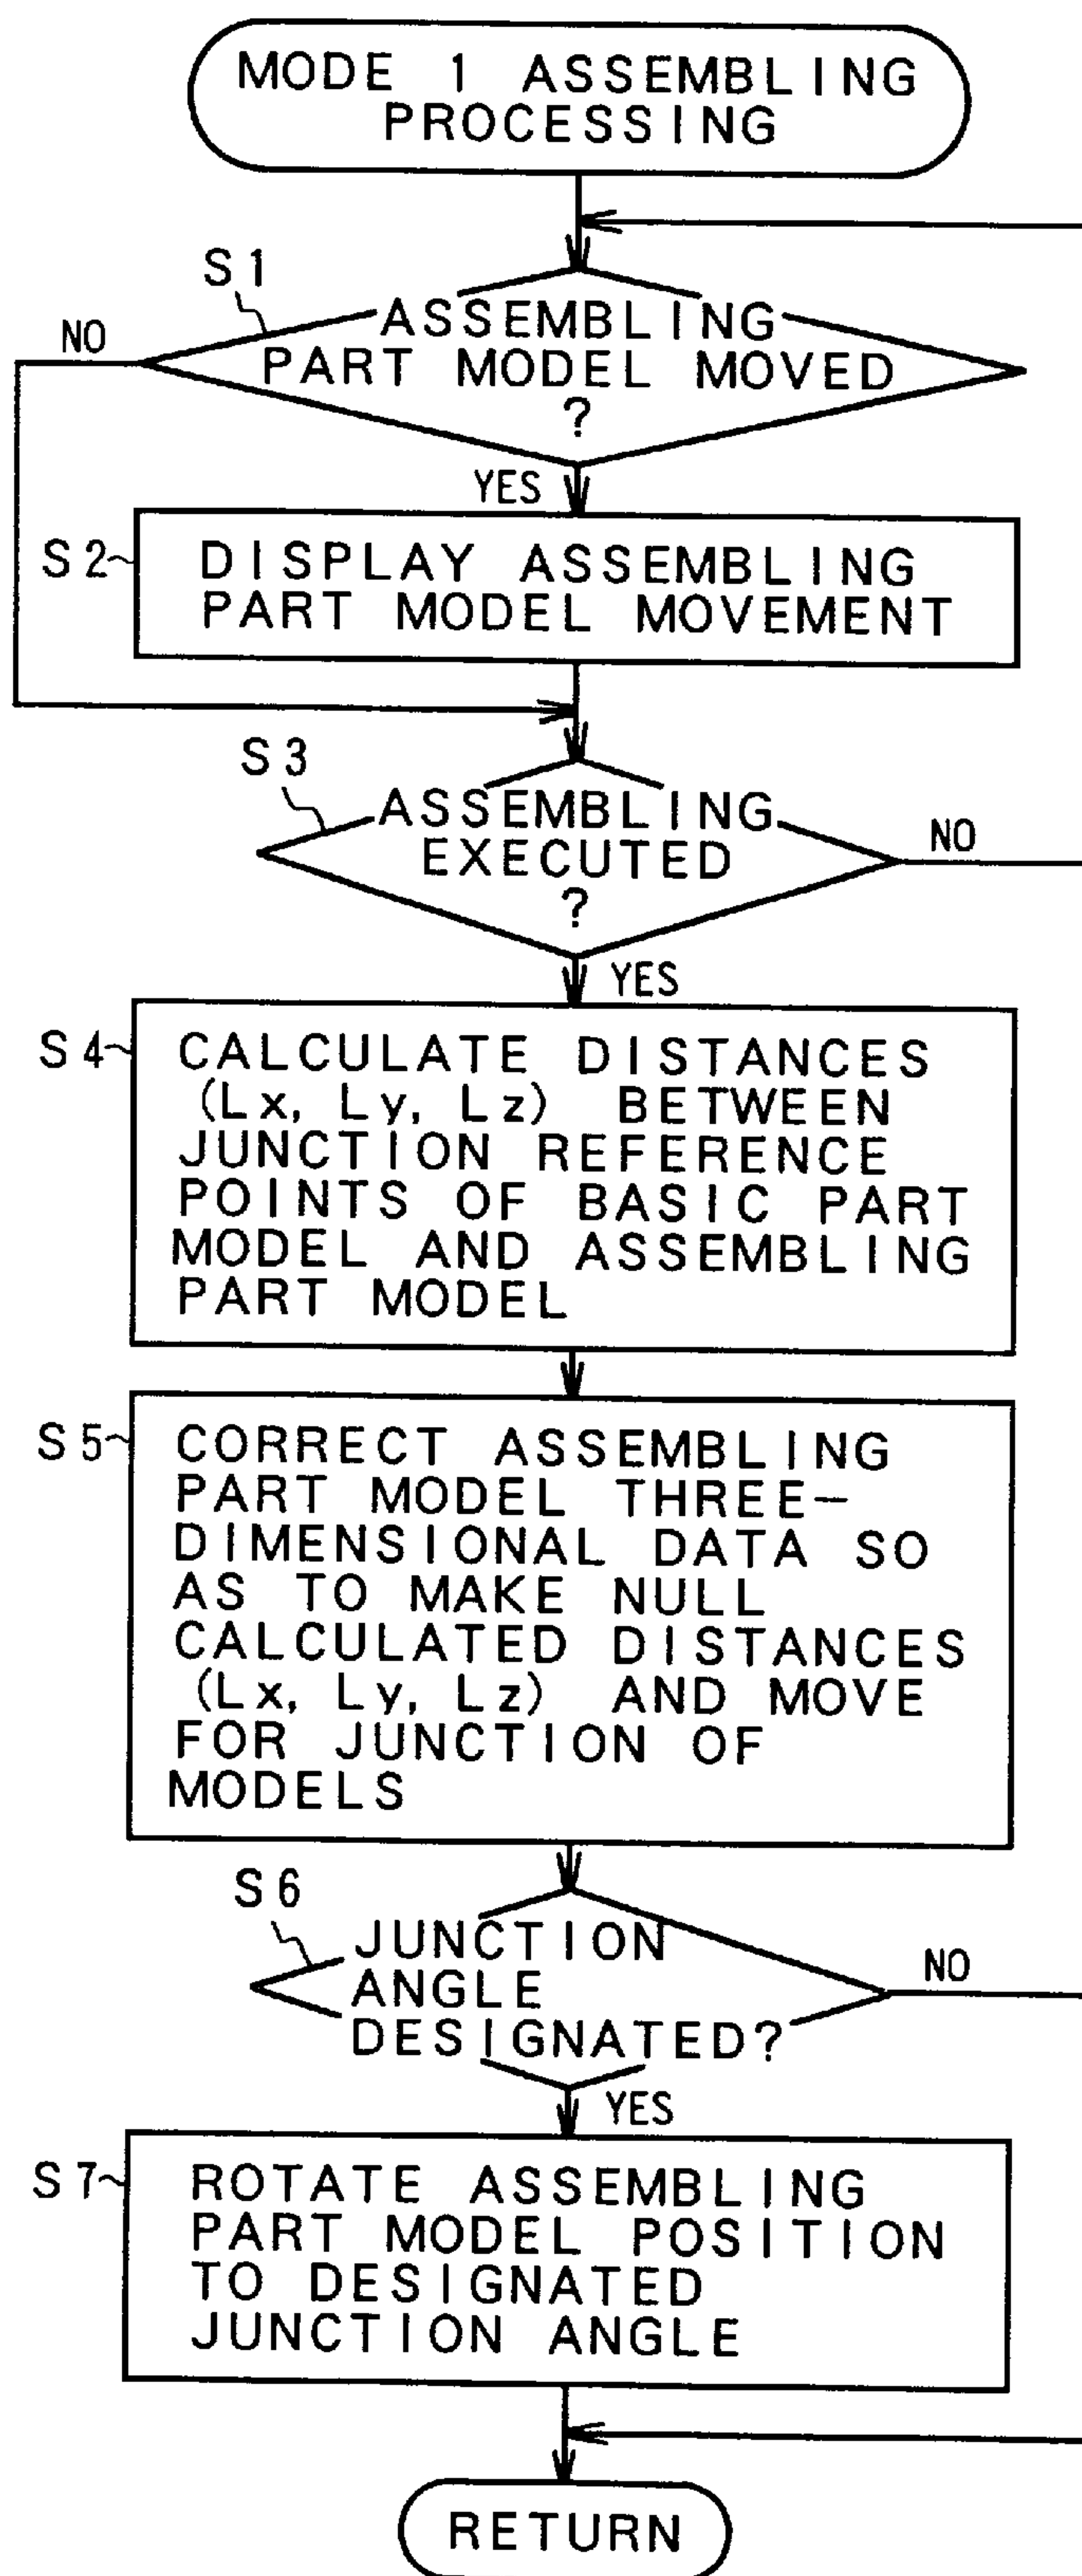 MODE 1 ASSEMBLING
PROCESSING
S1
ASSEMBLING
NO
PART MODEL MOVED
?
YES
S2
DISPLAY ASSEMBLING
PART MODEL MOVEMENT
S3
ASSEMBLING
NO
EXECUTED
?
YES
S4
CALCULATE DISTANCES
(Lx, Ly, Lz) BETWEEN
JUNCTION REFERENCE
POINTS OF BASIC PART
MODEL AND ASSEMBLING
PART MODEL
S5
CORRECT ASSEMBLING
PART MODEL THREE-
DIMENSIONAL DATA SO
AS TO MAKE NULL
CALCULATED DISTANCES
(Lx, Ly, Lz) AND MOVE
FOR JUNCTION OF
MODELS
S6
JUNCTION
NO
ANGLE
DESIGNATED?
YES
S7
ROTATE ASSEMBLING
PART MODEL POSITION
TO DESIGNATED
JUNCTION ANGLE
RETURN